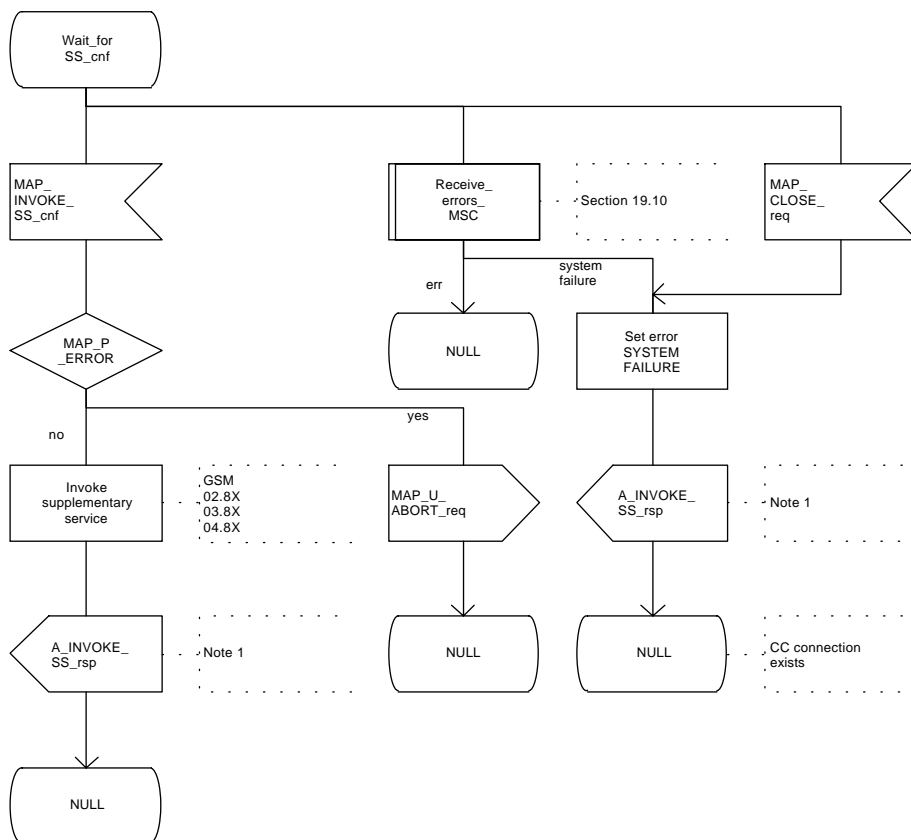 Wait_for
SS_cnf
MAP_
INVOKE_
SS_cnf
Receive_
errors_
MSC
Section 19.10
MAP_
CLOSE_
req
err
system
failure
MAP_P
_ERROR
NULL
Set error
SYSTEM
FAILURE
no
yes
Invoke
supplementary
service
GSM
02.8X
03.8X
04.8X
MAP_U_
ABORT_req
A_INVOKE_
SS_rsp
Note 1
A_INVOKE_
SS_rsp
Note 1
NULL
NULL
CC connection
exists
NULL